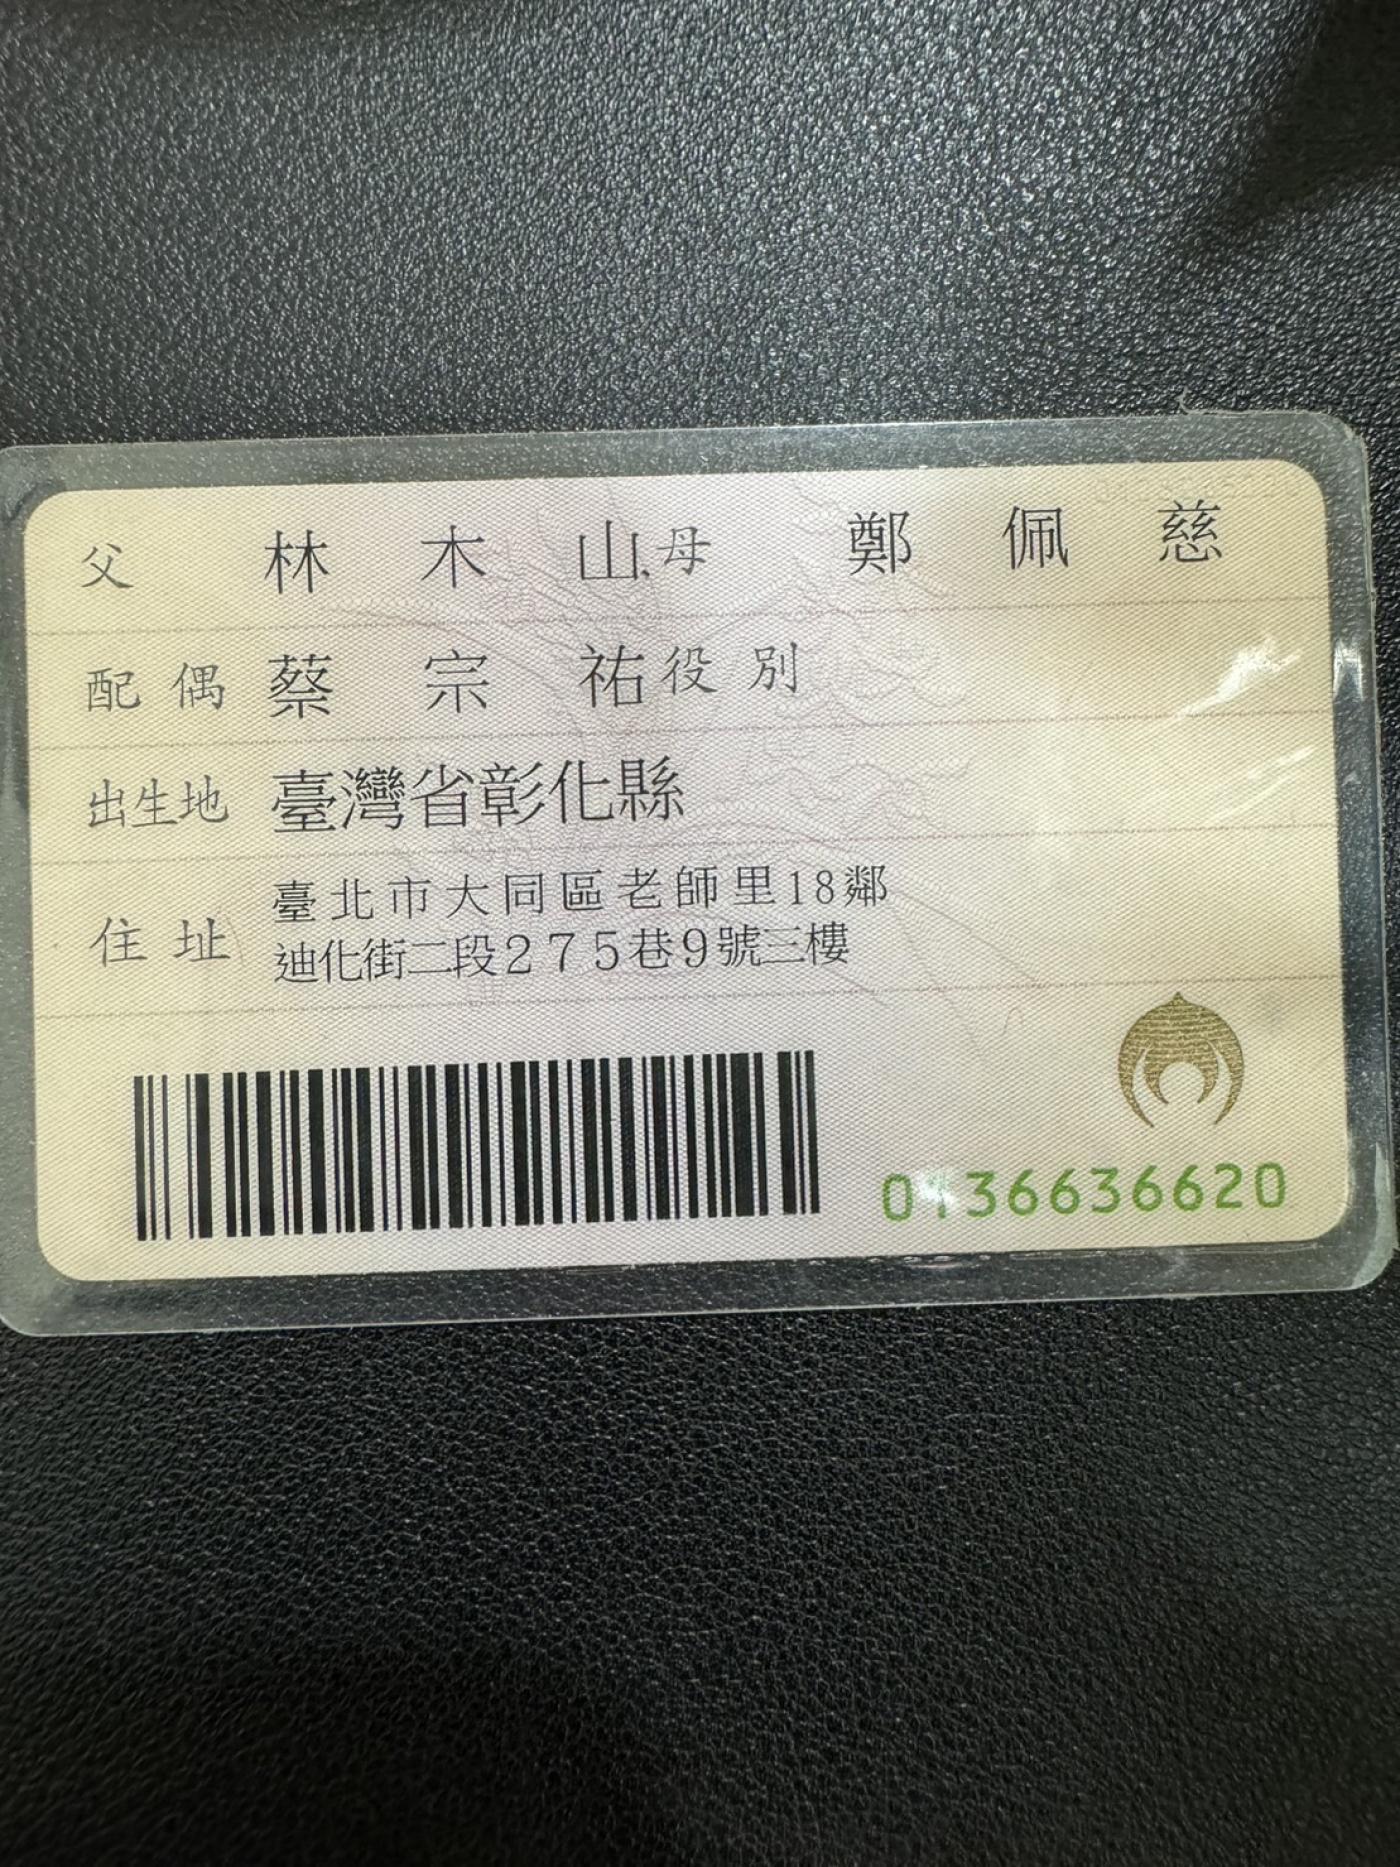 父 林木山 母 鄭佩慈
配偶 蔡宗祐 役別
出生地 臺灣省彰化縣
住址 臺北市大同區老師里18鄰
迪化街二段275巷9號三樓
0136636620